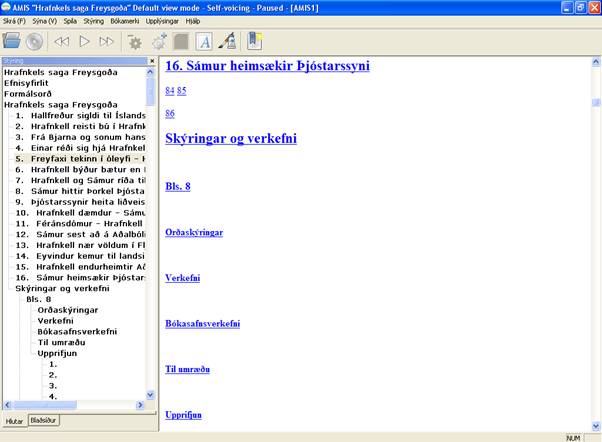 AMIS "Hrafnkels saga Freysgoða" Default view mode - Self-voicing - Paused - [AMIS1]
Skrá (F) Sýna (V) Spila Stýring Bókamerki Upplýsingar Hjálp
Stýring
Hrafnkels saga Freysgoða
Efnisyfirlit
Formálsorð
Hrafnkels saga Freysgoða
1. Hallfreður sigldi til Íslands
2. Hrafnkell reisti bú í Hrafnk
3. Frá Bjarna og sonum hans
4. Einar réði sig hjá Hrafnkel
5. Freyfaxi tekinn í óleyfi - H
6. Hrafnkell býður bætur en
7. Hrafnkell og Sámur ríða til
8. Sámur hittir Þorkel Þjósta
9. Þjóstarssynir heita liðveis
10. Hrafnkell dæmdur - Sámu
11. Féránsdómur - Hrafnkell
12. Sámur sest að á Aðalból
13. Hrafnkell nær völdum í Fl
14. Eyvindur kemur til landsi
15. Hrafnkell endurheimtir Að
16. Sámur heimsækir Þjóstar
Skýringar og verkefni
Bls. 8
Orðaskýringar
Verkefni
Bókasafnsverkefni
Til umræðu
Upprifjun
1.
2.
3.
4.
Hlutar Blaðsíður
16. Sámur heimsækir Þjóstarssyni
84 85
86
Skýringar og verkefni
Bls. 8
Orðaskýringar
Verkefni
Bókasafnsverkefni
Til umræðu
Upprifjun
NUM